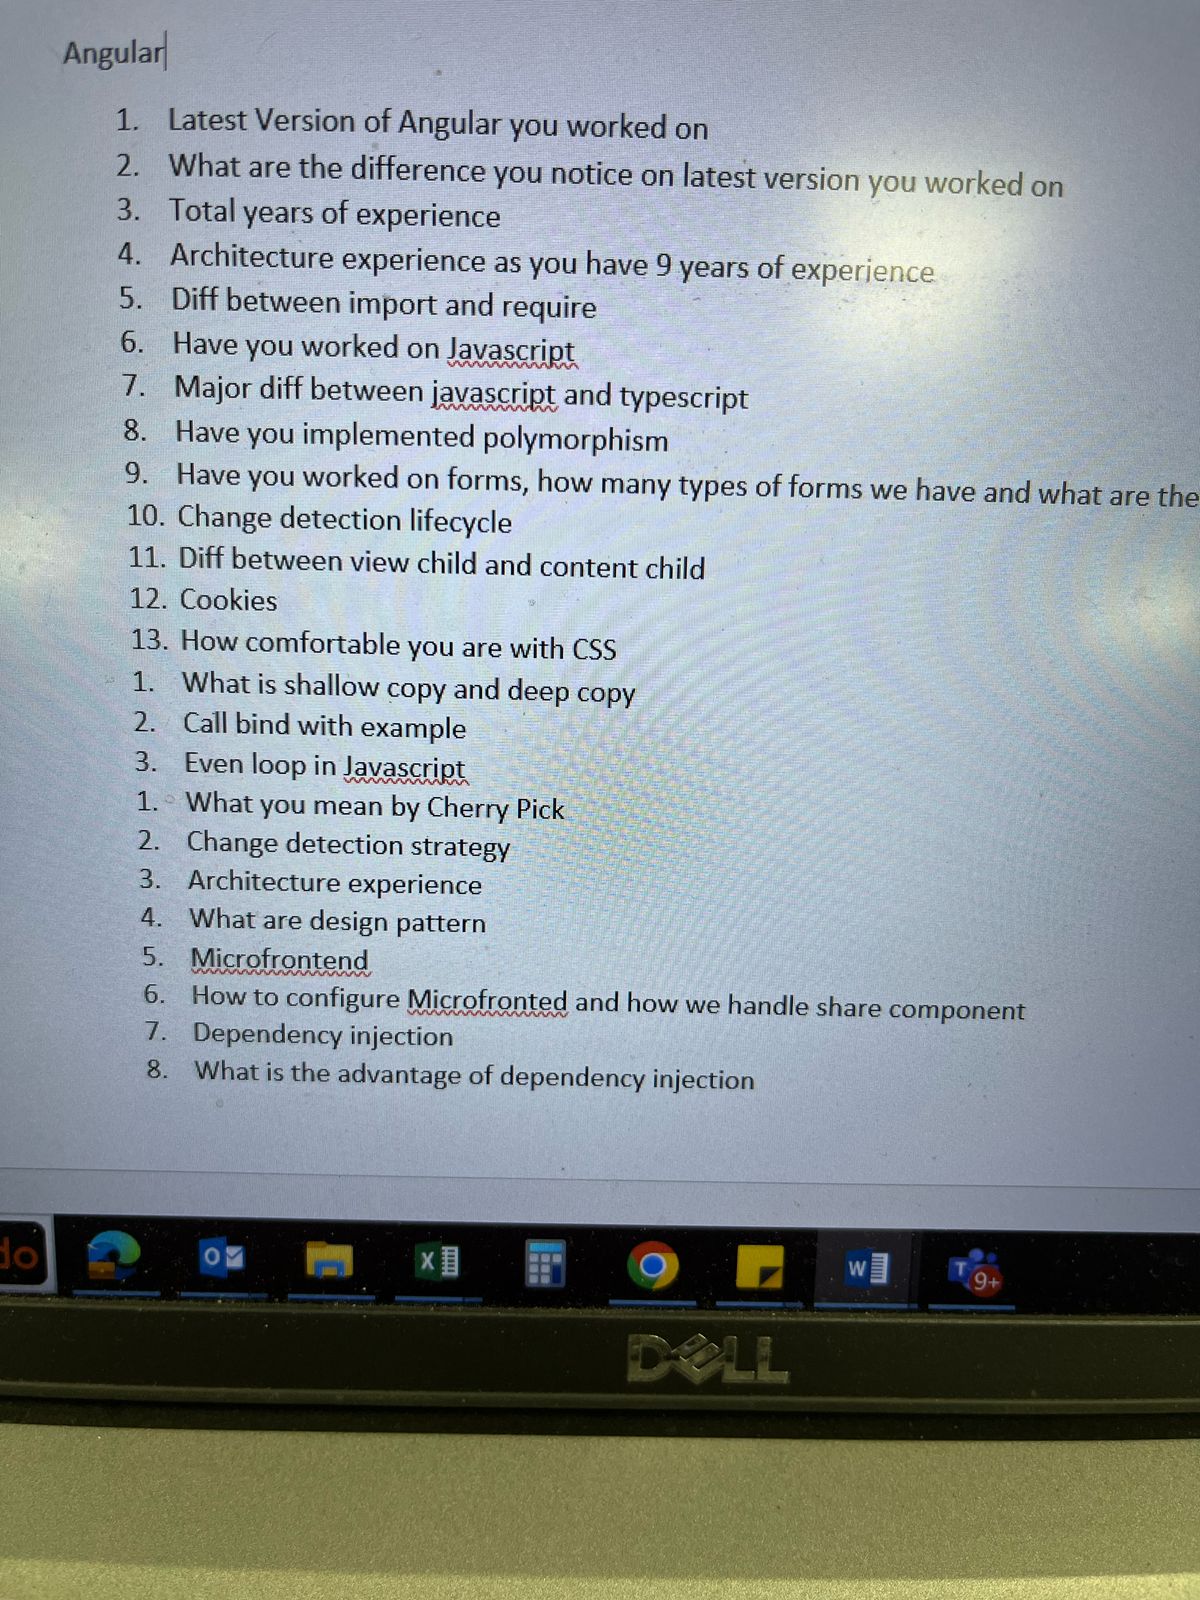 Angular
1. Latest Version of Angular you worked on
2. What are the difference you notice on latest version you worked on
3. Total years of experience
4. Architecture experience as you have 9 years of experience
5. Diff between import and require
6. Have you worked on Javascript
7. Major diff between javascript and typescript
8. Have you implemented polymorphism
9. Have you worked on forms, how many types of forms we have and what are the
10. Change detection lifecycle
11. Diff between view child and content child
12. Cookies
13. How comfortable you are with CSS
1. What is shallow copy and deep copy
2. Call bind with example
3. Even loop in Javascript
1. What you mean by Cherry Pick
2. Change detection strategy
3. Architecture experience
4. What are design pattern
5. Microfrontend
6. How to configure Microfronted and how we handle share component
7. Dependency injection
8. What is the advantage of dependency injection
do
9+
DELL